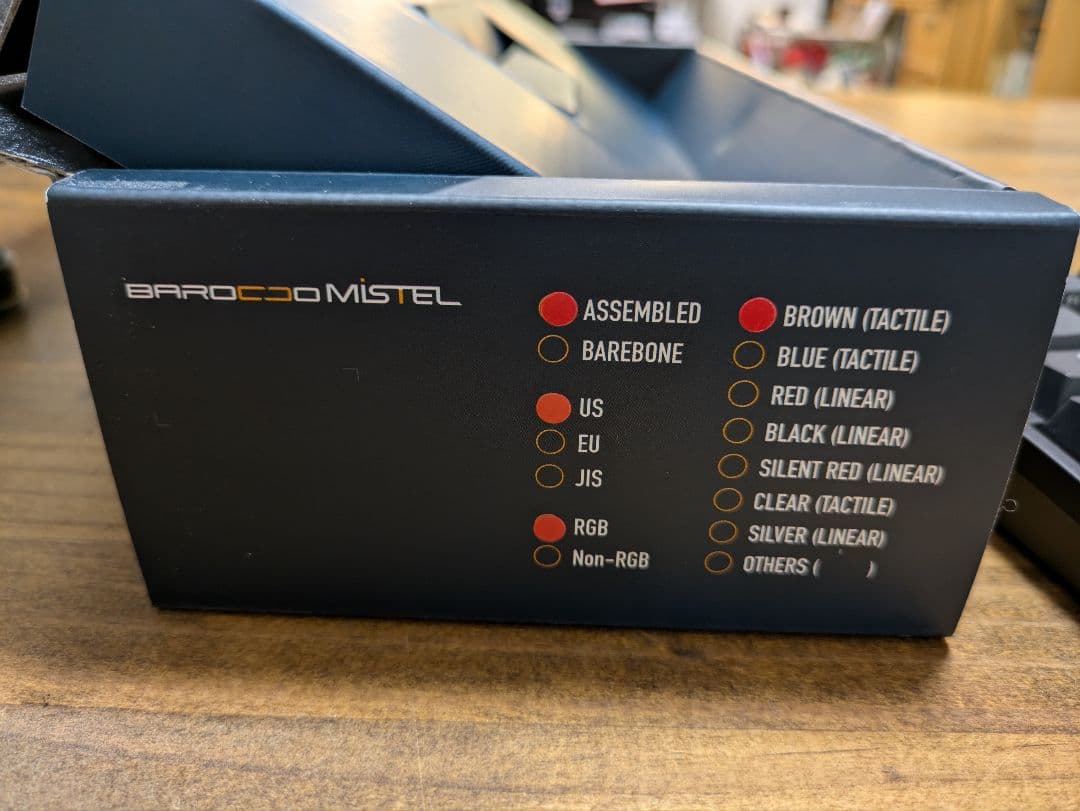 BAROCCO MiSTEL
ASSEMBLED
BAREBONE
US
EU
JIS
RGB
Non-RGB
BROWN (TACTILE)
BLUE (TACTILE)
RED (LINEAR)
BLACK (LINEAR)
SILENT RED (LINEAR)
CLEAR (TACTILE)
SILVER (LINEAR)
OTHERS ( )